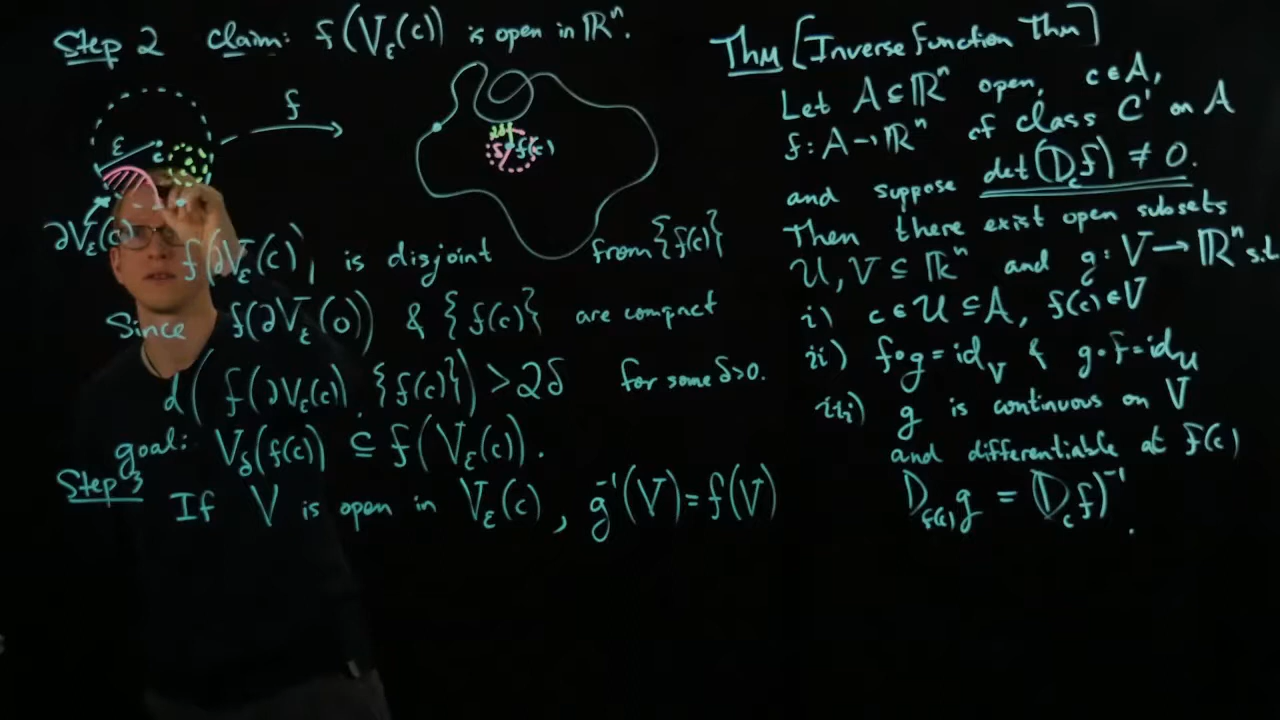 Step 2 claim: f(V_ε(c)) is open in ℝⁿ.
f
ε
c
2δ
δ
f(c)
∂V_ε(c)
f(∂V_ε(c)) is disjoint from {f(c)}
Since f(∂V_ε(0)) & {f(c)} are compact
d(f(∂V_ε(c), {f(c)}) > 2δ for some δ>0.
goal: V_δ(f(c)) ⊆ f(V_ε(c)).
Step 3
If V is open in V_ε(c), g⁻¹(V) = f(V)
Thm [Inverse Function Thm]
Let A ⊆ ℝⁿ open, c ∈ A,
f: A → ℝⁿ of class C¹ on A
and suppose det(D_c f) ≠ 0.
Then there exist open subsets
U, V ⊆ ℝⁿ and g: V → ℝⁿ s.t.
i) c ∈ U ⊆ A, f(c) ∈ V
ii) f∘g = id_V & g∘f = id_U
iii) g is continuous on V
and differentiable at f(c)
D_{f(c)} g = (D_c f)⁻¹.